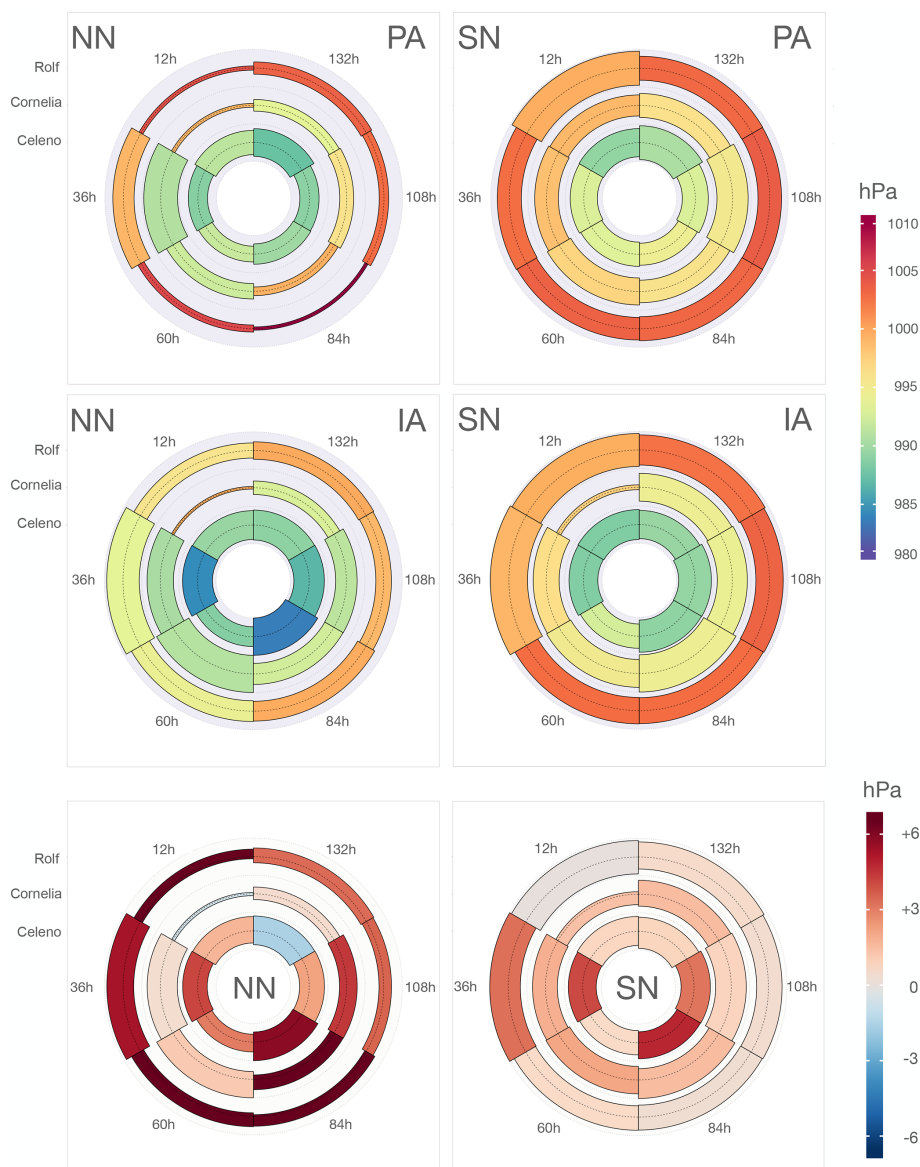 NN PA
12h 132h
Rolf
Cornelia
Celeno
36h 108h
60h 84h
SN PA
12h 132h
60h 84h
NN IA
12h 132h
Rolf
Cornelia
Celeno
36h 108h
60h 84h
SN IA
12h 132h
36h 108h
60h 84h
hPa
1010
1005
1000
995
990
985
980
12h 132h
Rolf
Cornelia
Celeno
36h NN
60h 84h
12h 132h
36h SN 108h
60h 84h
hPa
+6
+3
0
-3
-6